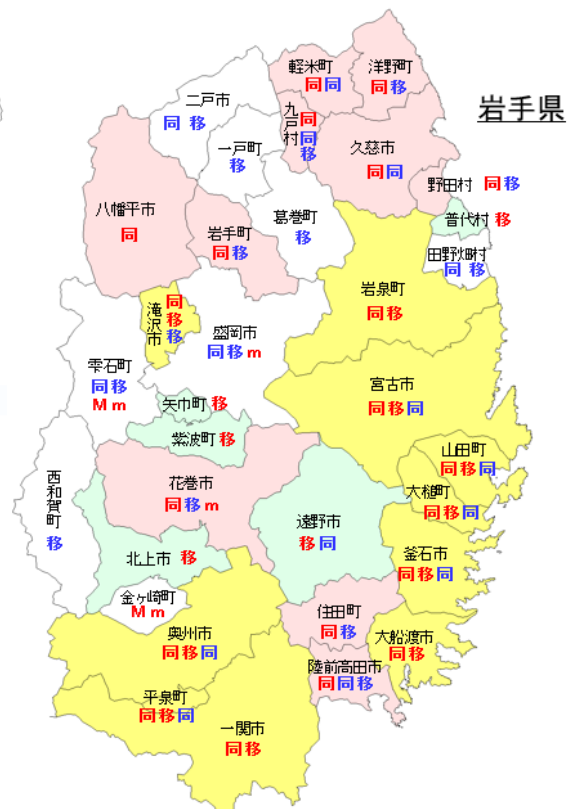 岩手県
軽米町
同同
洋野町
同移
二戸市
同移
九戸村
同
同
移
一戸町
移
久慈市
同同
野田村 同移
八幡平市
同
岩手町
同移
葛巻町
移
普代村 移
田野畑村
同移
岩泉町
同移
滝沢市
同
移
移
盛岡市
同移m
雫石町
同移
Mm
宮古市
同移同
矢巾町 移
紫波町 移
山田町
同移同
西和賀町
移
花巻市
同移m
大槌町
同移同
遠野市
移同
北上市 移
釜石市
同移同
金ヶ崎町
Mm
住田町
同移
奥州市
同移同
大船渡市
同移
陸前高田市
同同移
平泉町
同移同
一関市
同移